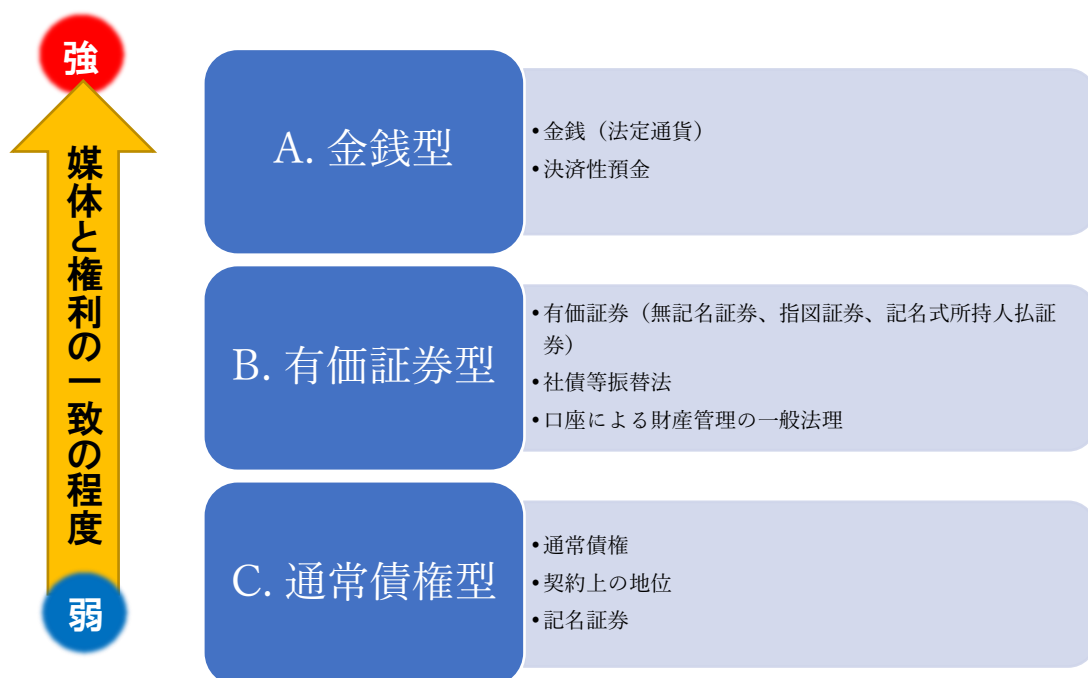 強
媒体と権利の一致の程度
弱
A. 金銭型
•金銭（法定通貨）
•決済性預金
B. 有価証券型
•有価証券（無記名証券、指図証券、記名式所持人払証
券）
•社債等振替法
•口座による財産管理の一般法理
C. 通常債権型
•通常債権
•契約上の地位
•記名証券